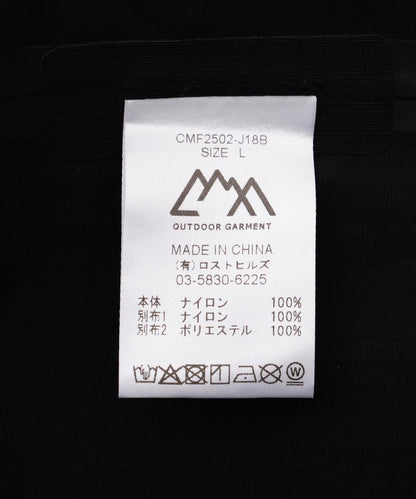 CMF2502-J18B
SIZE L
OUTDOOR GARMENT
MADE IN CHINA
(有)ロストヒルズ
03-5830-6225
本体 ナイロン 100%
別布1 ナイロン 100%
別布2 ポリエステル 100%
W